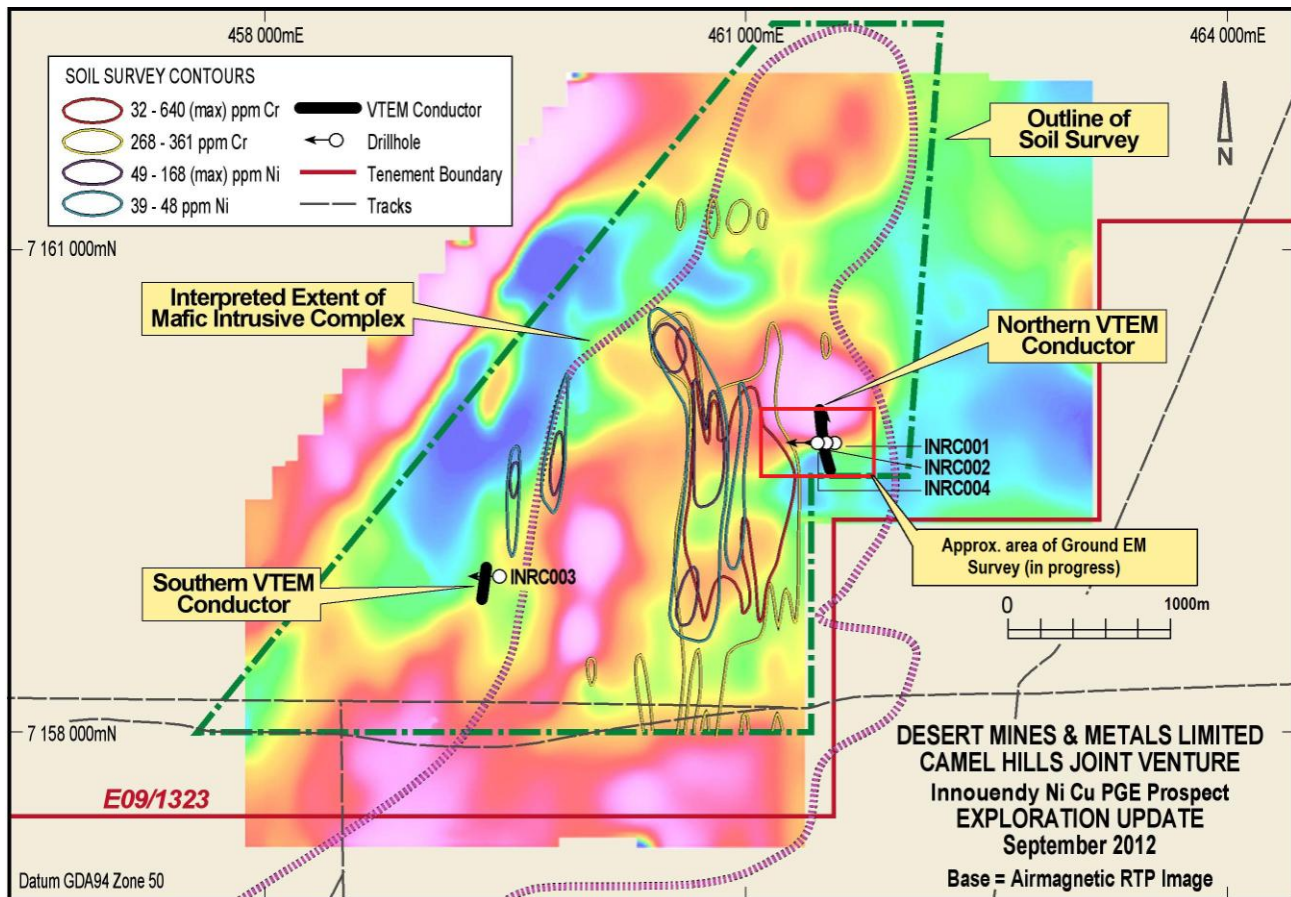 458 000mE
461 000mE
464 000mE
SOIL SURVEY CONTOURS
32 - 640 (max) ppm Cr
268 - 361 ppm Cr
49 - 168 (max) ppm Ni
39 - 48 ppm Ni
VTEM Conductor
Drillhole
Tenement Boundary
Tracks
Outline of
Soil Survey
N
7 161 000mN
Interpreted Extent of
Mafic Intrusive Complex
Northern VTEM
Conductor
INRC001
INRC002
INRC004
Approx. area of Ground EM
Survey (in progress)
Southern VTEM
Conductor
INRC003
0
1000m
7 158 000mN
E09/1323
DESERT MINES & METALS LIMITED
CAMEL HILLS JOINT VENTURE
Innouendy Ni Cu PGE Prospect
EXPLORATION UPDATE
September 2012
Base = Airmagnetic RTP Image
Datum GDA94 Zone 50